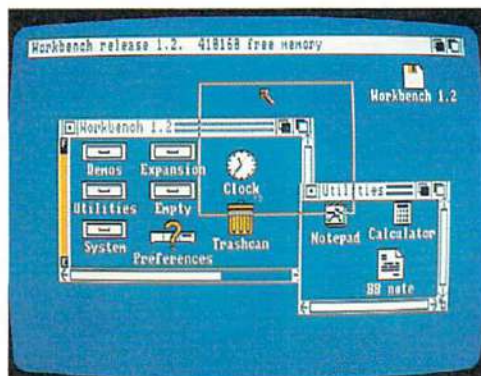 Workbench release 1.2. 418168 free memory
Workbench 1.2
Workbench 1.2
Demos Expansion
Clock
Utilities Empty
System
Preferences
Trashcan
Utilities
Notepad Calculator
BB note